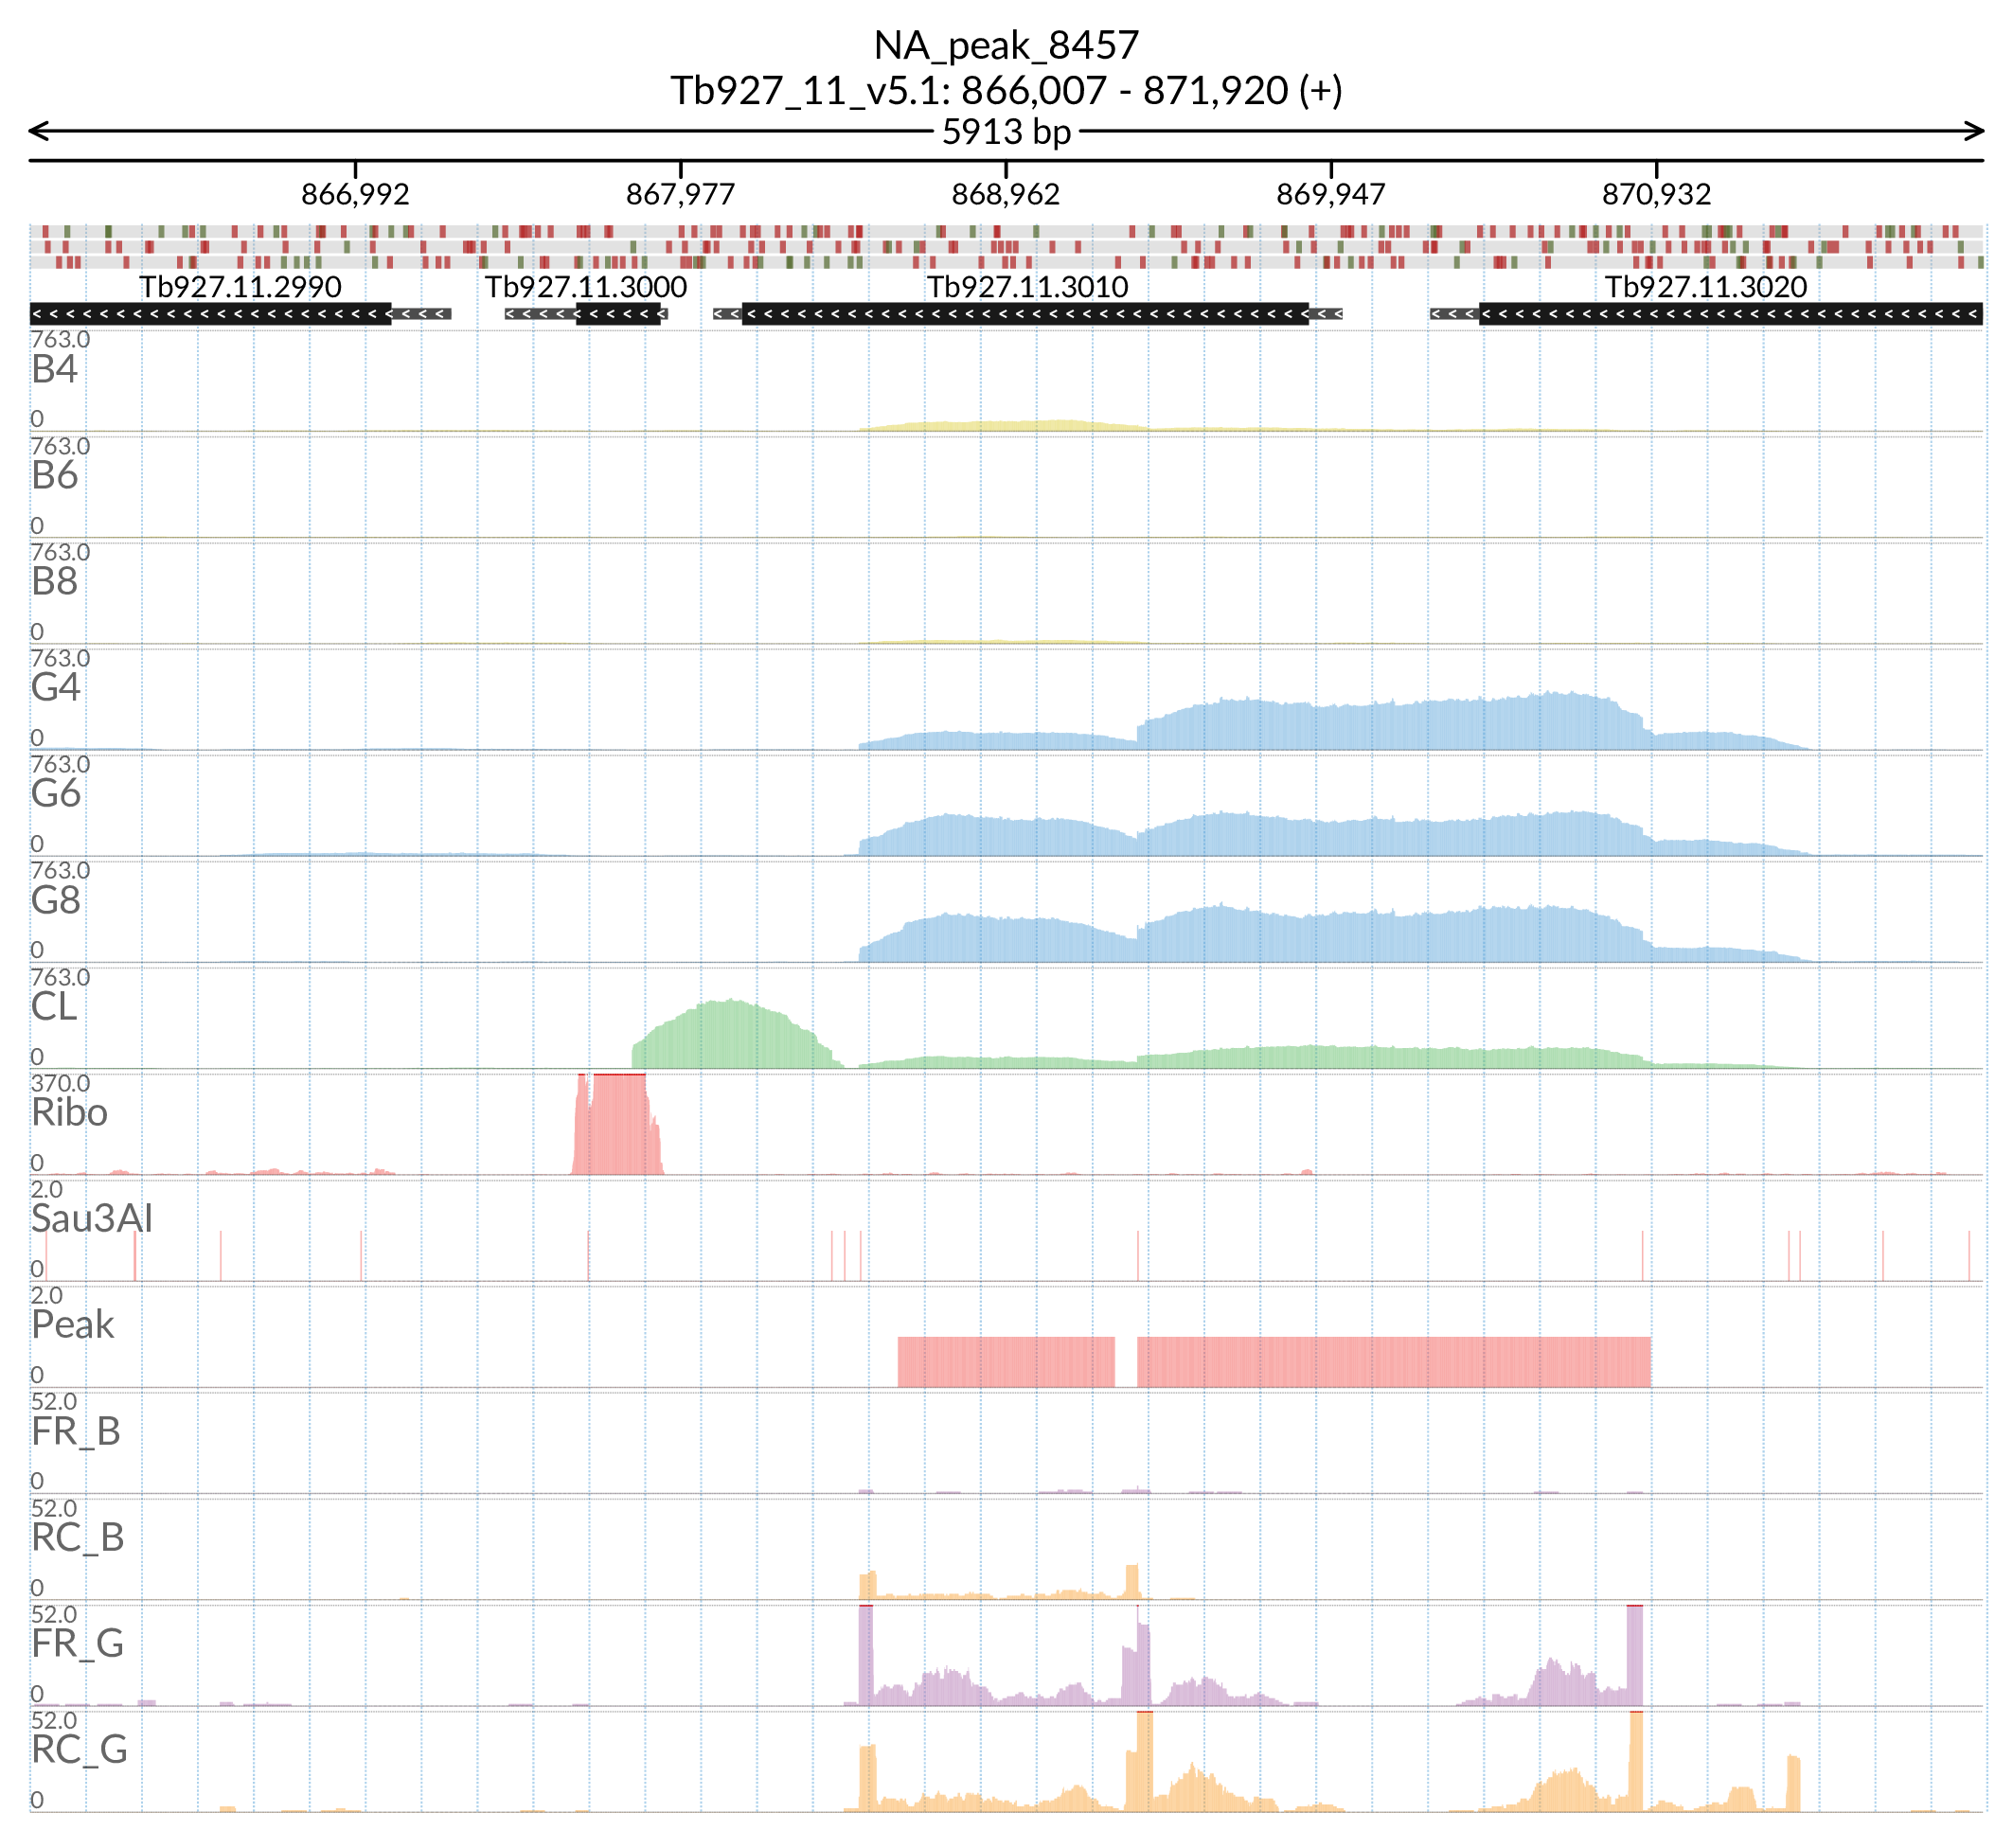 NA_peak_8457
Tb927_11_v5.1: 866,007 - 871,920 (+)
5913 bp
866,992 867,977 868,962 869,947 870,932
Tb927.11.2990 Tb927.11.3000 Tb927.11.3010 Tb927.11.3020
763.0
B4
0
763.0
B6
0
763.0
B8
0
763.0
G4
0
763.0
G6
0
763.0
G8
0
763.0
CL
0
370.0
Ribo
0
2.0
Sau3AI
0
2.0
Peak
0
52.0
FR_B
0
52.0
RC_B
0
52.0
FR_G
0
52.0
RC_G
0